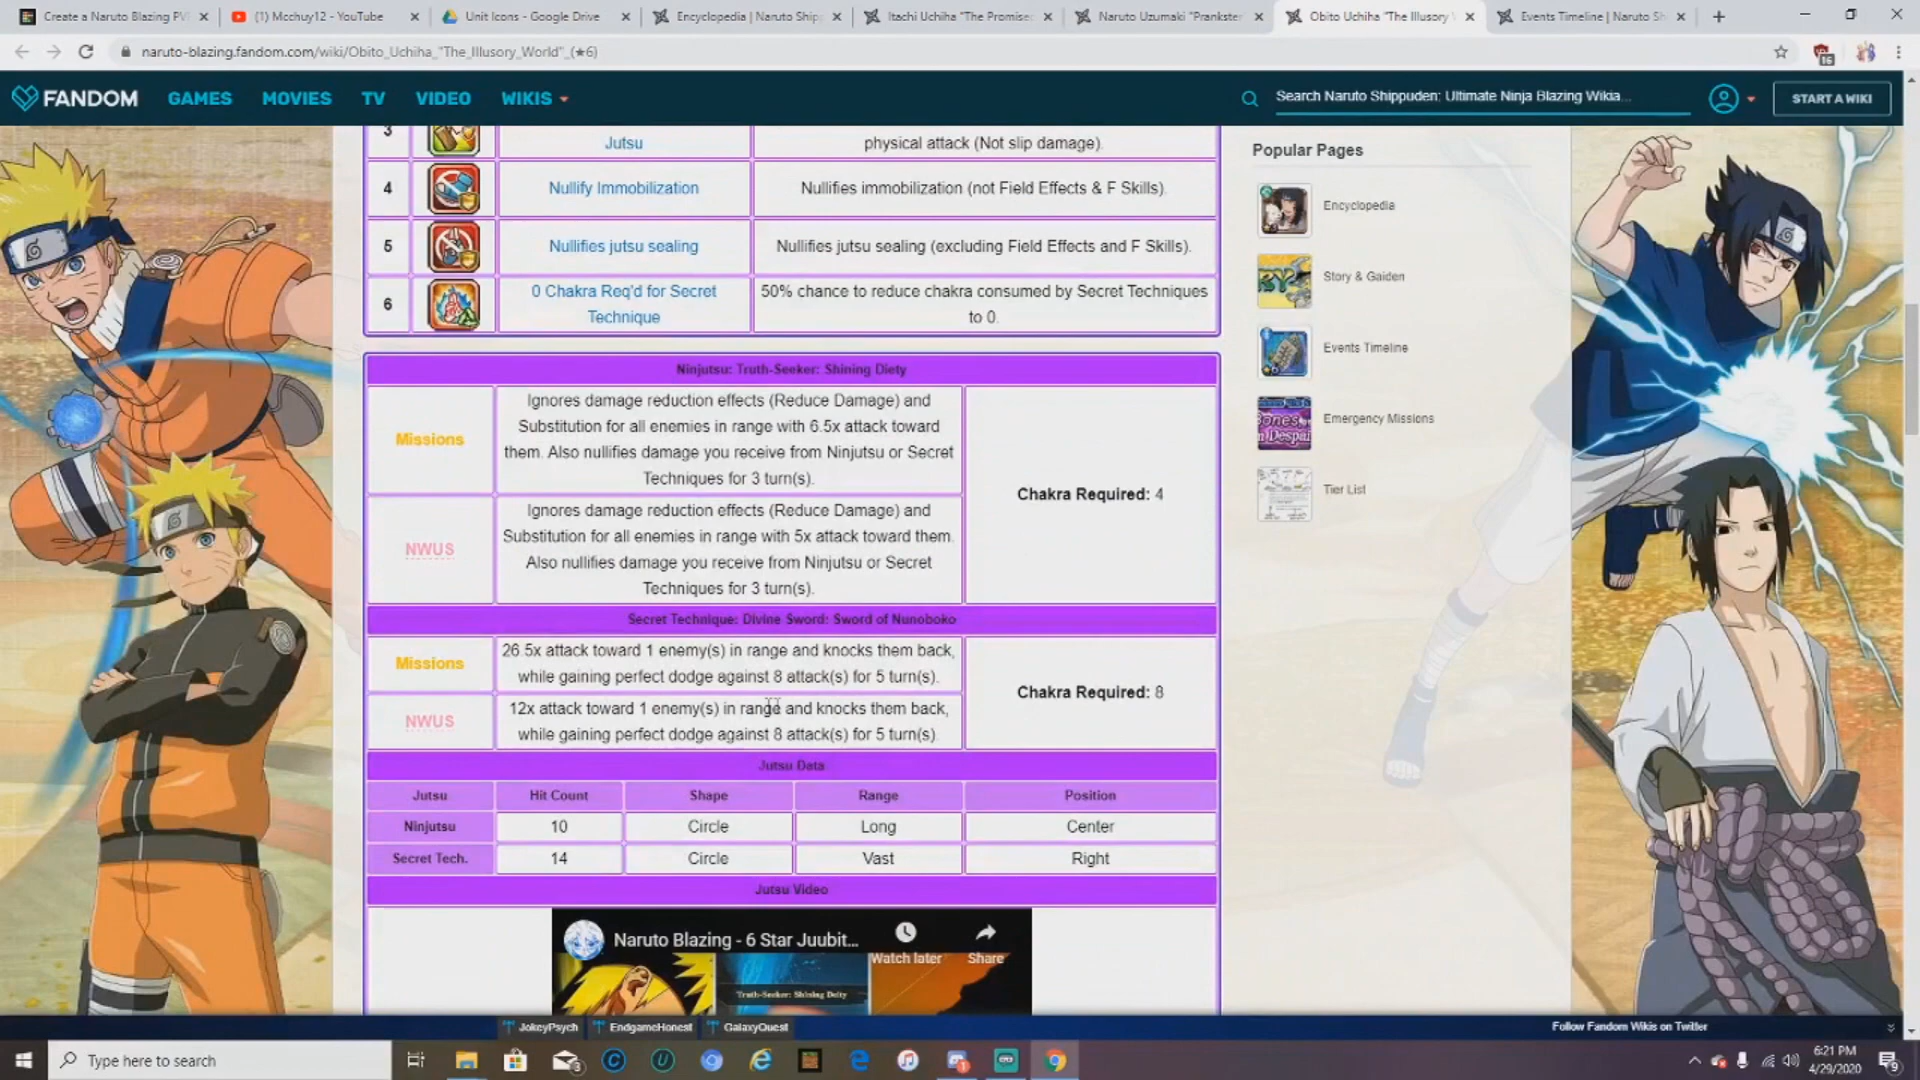 Create a Naruto Blazing PV
(1) Mcchuy12 - YouTube
Unit Icons - Google Drive
Encyclopedia | Naruto Ship
Itachi Uchiha "The Promise
Naruto Uzumaki "Prankster
Obito Uchiha "The Illusory
Events Timeline | Naruto Sh
naruto-blazing.fandom.com/wiki/Obito_Uchiha_"The_Illusory_World"_(★6)
16
FANDOM
GAMES
MOVIES
TV
VIDEO
WIKIS
Search Naruto Shippuden: Ultimate Ninja Blazing Wikia...
START A WIKI
3
Jutsu
physical attack (Not slip damage).
4
Nullify Immobilization
Nullifies immobilization (not Field Effects & F Skills).
5
Nullifies jutsu sealing
Nullifies jutsu sealing (excluding Field Effects and F Skills).
6
0 Chakra Req'd for Secret
Technique
50% chance to reduce chakra consumed by Secret Techniques
to 0.
Ninjutsu: Truth-Seeker: Shining Diety
Missions
Ignores damage reduction effects (Reduce Damage) and
Substitution for all enemies in range with 6.5x attack toward
them. Also nullifies damage you receive from Ninjutsu or Secret
Techniques for 3 turn(s).
Chakra Required: 4
NWUS
Ignores damage reduction effects (Reduce Damage) and
Substitution for all enemies in range with 5x attack toward them.
Also nullifies damage you receive from Ninjutsu or Secret
Techniques for 3 turn(s).
Secret Technique: Divine Sword: Sword of Nunoboko
Missions
26.5x attack toward 1 enemy(s) in range and knocks them back,
while gaining perfect dodge against 8 attack(s) for 5 turn(s).
Chakra Required: 8
NWUS
12x attack toward 1 enemy(s) in range and knocks them back,
while gaining perfect dodge against 8 attack(s) for 5 turn(s).
Jutsu Data
Jutsu Hit Count Shape Range Position
Ninjutsu 10 Circle Long Center
Secret Tech. 14 Circle Vast Right
Jutsu Video
Naruto Blazing - 6 Star Juubit...
Watch later
Share
Truth-Seeker: Shining Deity
Popular Pages
Encyclopedia
Story & Gaiden
Events Timeline
Emergency Missions
Tier List
JokeyPsych
EndgameHonest
GalaxyQuest
Follow Fandom Wikis on Twitter
Type here to search
3
6:21 PM
4/29/2020
9